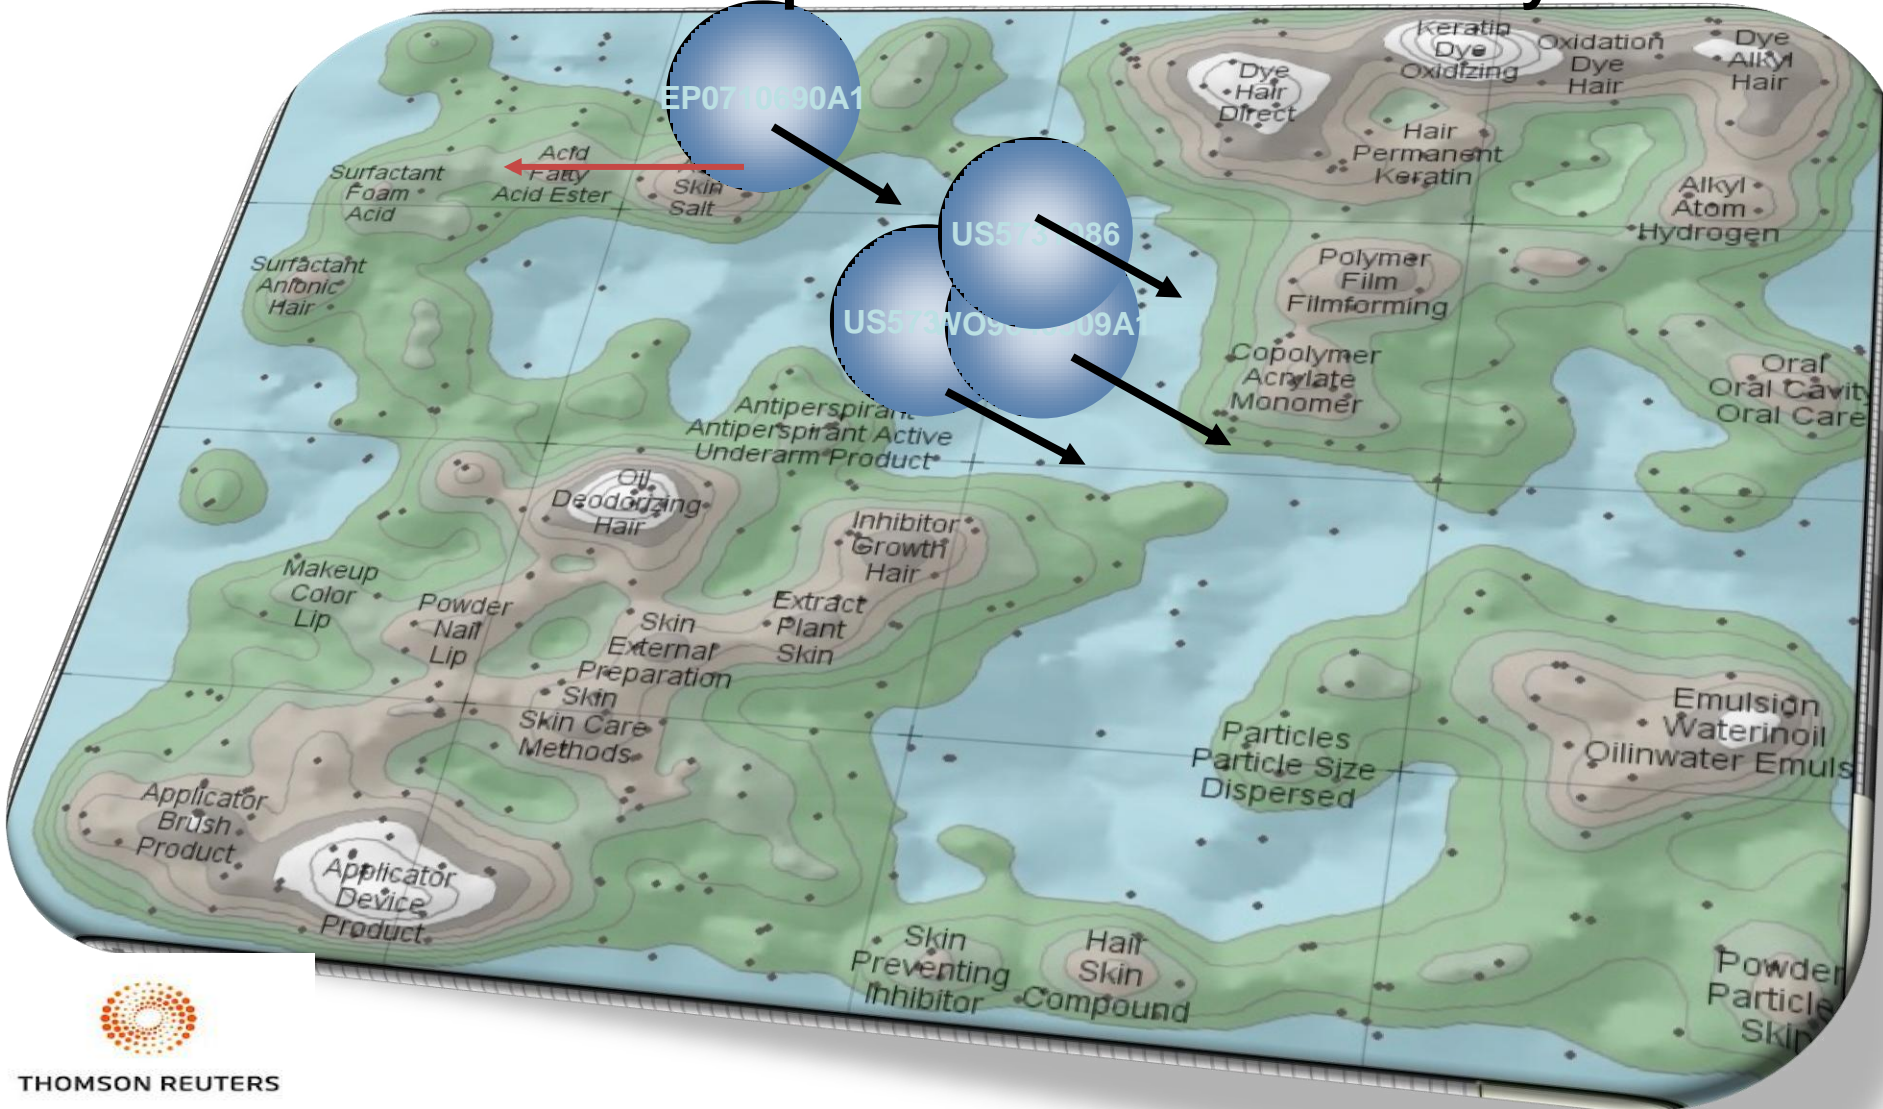 Keratin
Dye
Oxidizing
Oxidation
Dye
Hair
Dye
Alkyl
Hair
Dye
Hair
Direct
Hair
Permanent
Keratin
Alkyl
Atom
Hydrogen
Acid
Fatty
Acid Ester
Surfactant
Foam
Acid
Skin
Salt
Surfactant
Anionic
Hair
Polymer
Film
Filmforming
Copolymer
Acrylate
Monomer
Oral
Oral Cavity
Oral Care
Antiperspirant
Antiperspirant Active
Underarm Product
Oil
Deodorizing
Hair
Inhibitor
Growth
Hair
Makeup
Color
Lip
Powder
Nail
Lip
Extract
Plant
Skin
Skin
External
Preparation
Skin
Skin Care
Methods
Emulsion
Waterinoil
Oilinwater Emuls
Particles
Particle Size
Dispersed
Applicator
Brush
Product
Applicator
Device
Product
Skin
Preventing
Inhibitor
Hair
Skin
Compound
Powder
Particle
Skin
THOMSON REUTERS